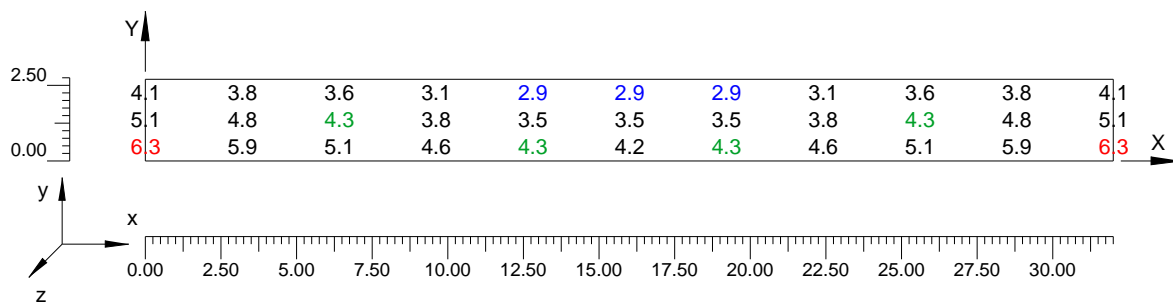 Y
2.50
4.1 3.8 3.6 3.1 2.9 2.9 2.9 3.1 3.6 3.8 4.1
5.1 4.8 4.3 3.8 3.5 3.5 3.5 3.8 4.3 4.8 5.1
0.00
6.3 5.9 5.1 4.6 4.3 4.2 4.3 4.6 5.1 5.9 6.3
X
y
x
z
0.00 2.50 5.00 7.50 10.00 12.50 15.00 17.50 20.00 22.50 25.00 27.50 30.00